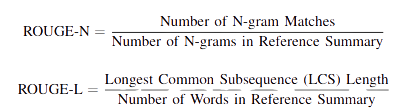 ROUGE-N = Number of N-gram Matches
Number of N-grams in Reference Summary
ROUGE-L = Longest Common Subsequence (LCS) Length
Number of Words in Reference Summary